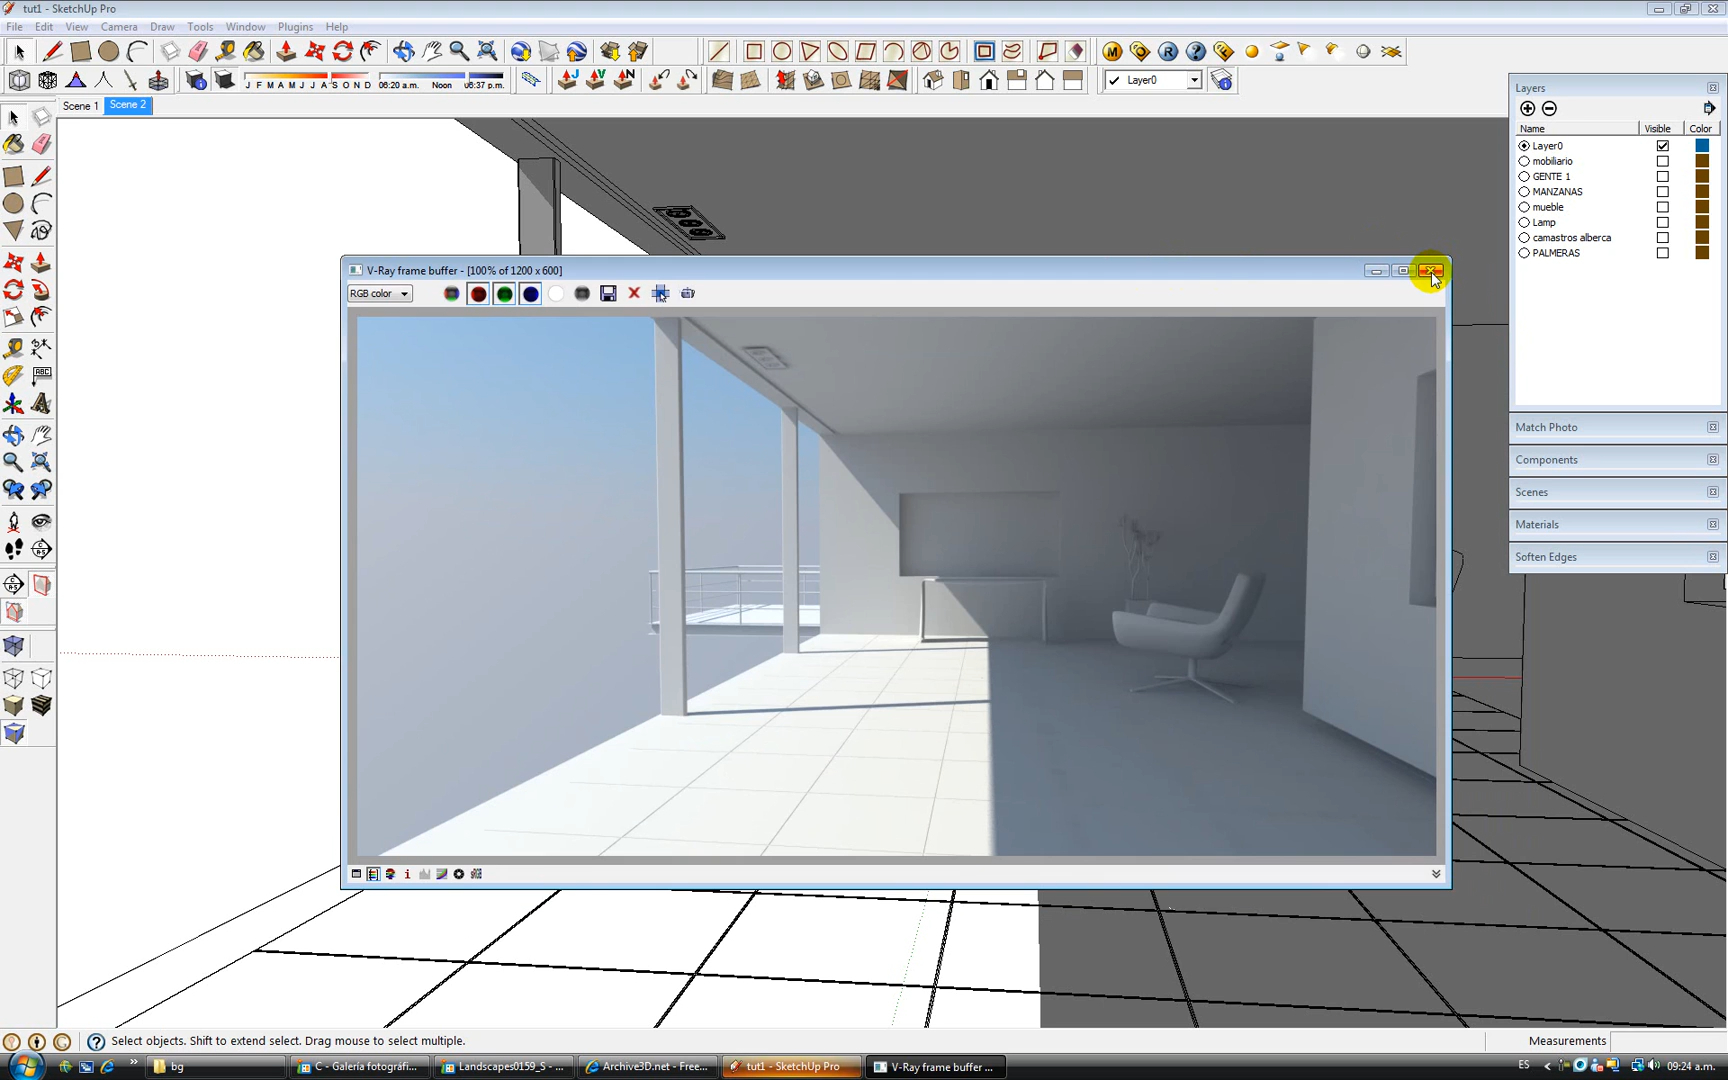 tut1 - SketchUp Pro
File Edit View Camera Draw Tools Window Plugins Help
J F M A M J J A S O N D 06:20 a.m. Noon 06:37 p.m.
Layer0
Scene 1 Scene 2
Layers
Name Visible Color
Layer0
mobiliario
GENTE 1
MANZANAS
mueble
Lamp
camastros alberca
PALMERAS
Match Photo
Components
Scenes
Materials
Soften Edges
V-Ray frame buffer - [100% of 1200 x 600]
RGB color
Select objects. Shift to extend select. Drag mouse to select multiple.
Measurements
bg
C - Galería fotográfi...
Landscapes0159_S - ...
Archive3D.net - Free...
tut1 - SketchUp Pro
V-Ray frame buffer ...
ES
09:24 a.m.